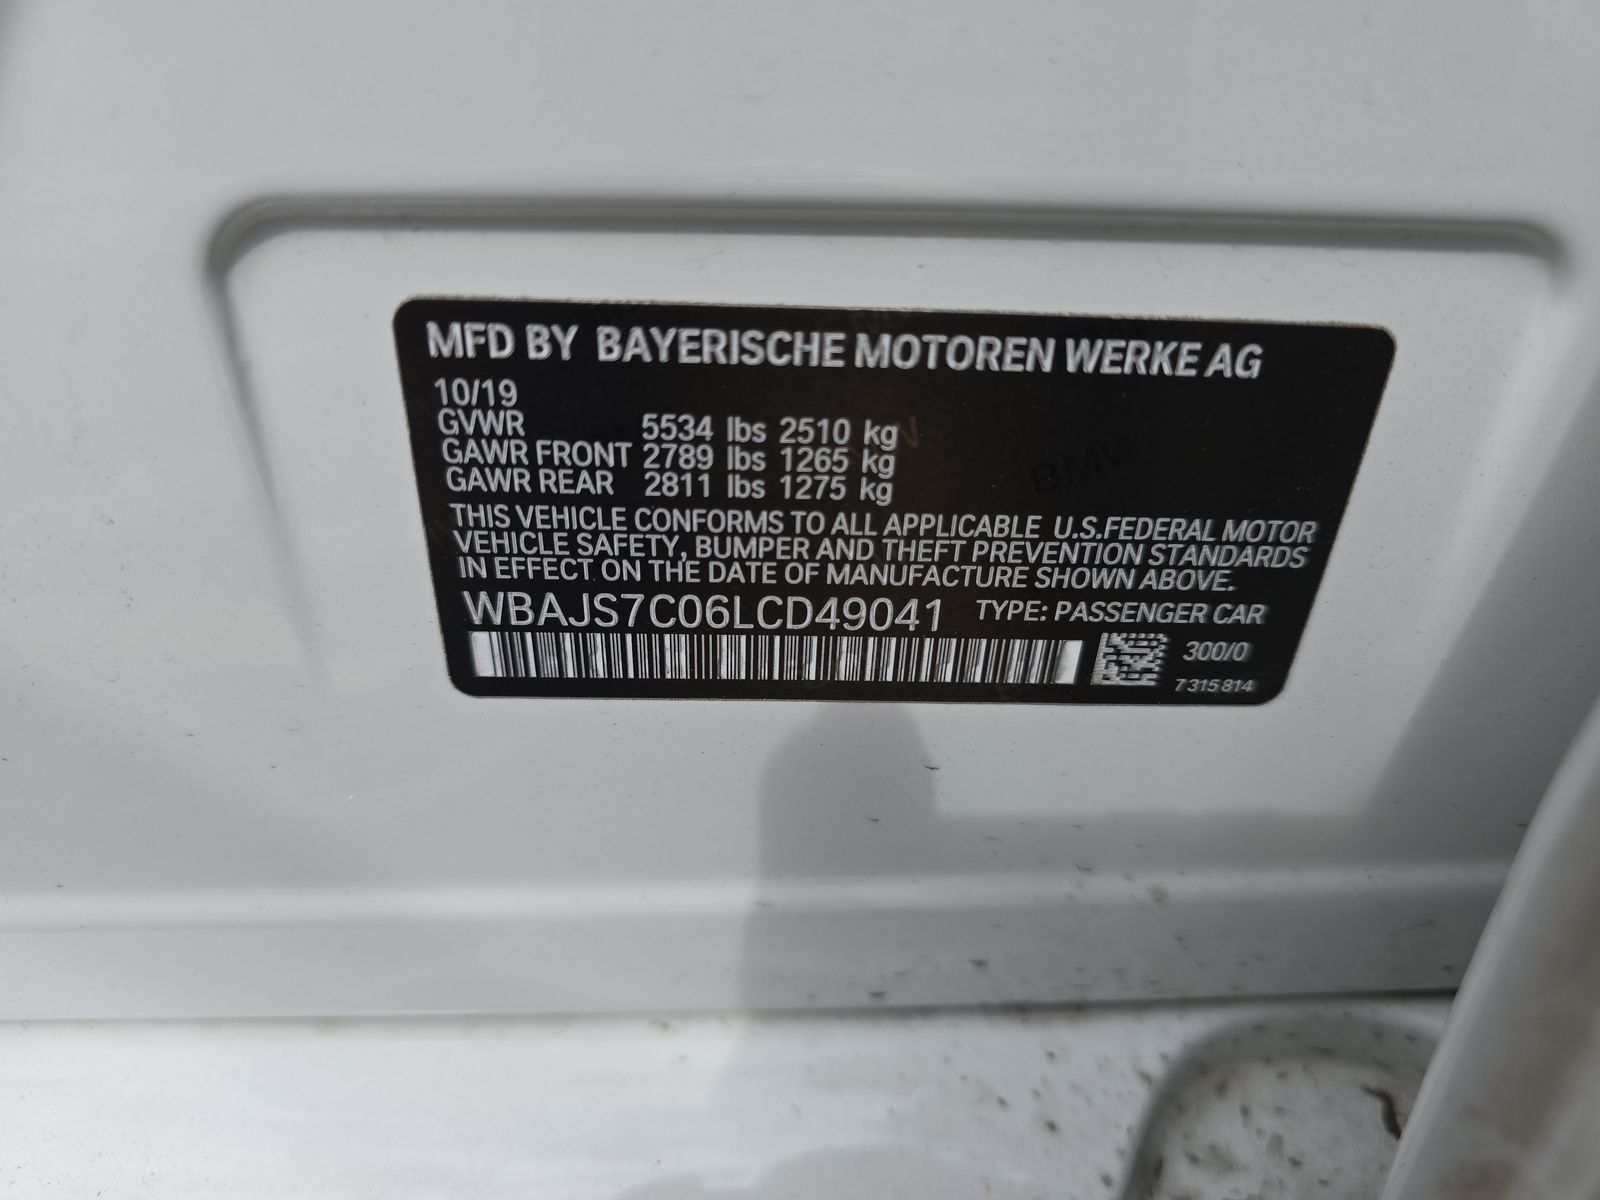 MFD BY BAYERISCHE MOTOREN WERKE AG
10/19
GVWR 5534 lbs 2510 kg
GAWR FRONT 2789 lbs 1265 kg
GAWR REAR 2811 lbs 1275 kg
THIS VEHICLE CONFORMS TO ALL APPLICABLE U.S.FEDERAL MOTOR
VEHICLE SAFETY, BUMPER AND THEFT PREVENTION STANDARDS
IN EFFECT ON THE DATE OF MANUFACTURE SHOWN ABOVE.
WBAJS7C06LCD49041 TYPE: PASSENGER CAR
300/0
7 315 814
BMW